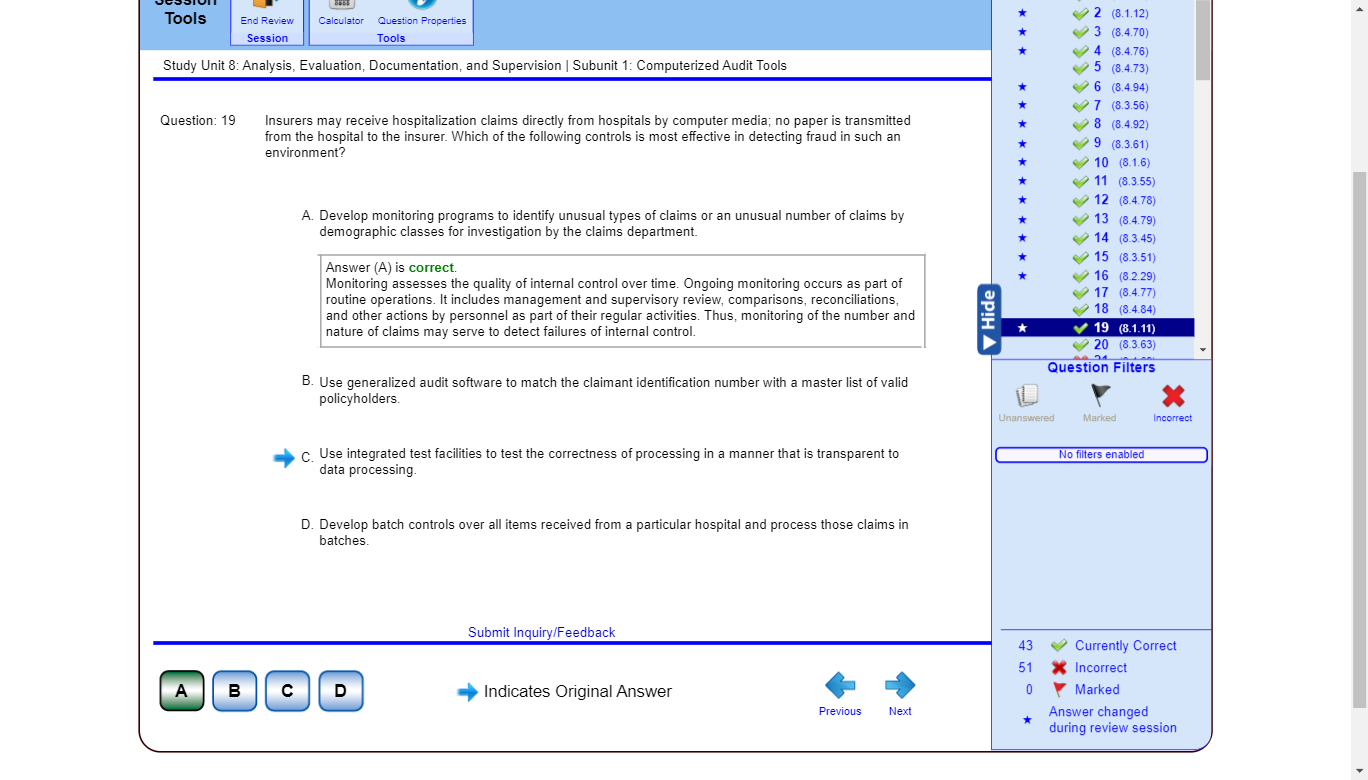 Session
Tools
End Review
Session
Calculator
Question Properties
Tools
Study Unit 8: Analysis, Evaluation, Documentation, and Supervision | Subunit 1: Computerized Audit Tools
Question: 19
Insurers may receive hospitalization claims directly from hospitals by computer media; no paper is transmitted
from the hospital to the insurer. Which of the following controls is most effective in detecting fraud in such an
environment?
A. Develop monitoring programs to identify unusual types of claims or an unusual number of claims by
demographic classes for investigation by the claims department.
Answer (A) is correct.
Monitoring assesses the quality of internal control over time. Ongoing monitoring occurs as part of
routine operations. It includes management and supervisory review, comparisons, reconciliations,
and other actions by personnel as part of their regular activities. Thus, monitoring of the number and
nature of claims may serve to detect failures of internal control.
B. Use generalized audit software to match the claimant identification number with a master list of valid
policyholders.
C. Use integrated test facilities to test the correctness of processing in a manner that is transparent to
data processing.
D. Develop batch controls over all items received from a particular hospital and process those claims in
batches.
Submit Inquiry/Feedback
A B C D
Indicates Original Answer
Previous
Next
2 (8.1.12)
3 (8.4.70)
4 (8.4.76)
5 (8.4.73)
6 (8.4.94)
7 (8.3.56)
8 (8.4.92)
9 (8.3.61)
10 (8.1.6)
11 (8.3.55)
12 (8.4.78)
13 (8.4.79)
14 (8.3.45)
15 (8.3.51)
16 (8.2.29)
17 (8.4.77)
18 (8.4.84)
19 (8.1.11)
20 (8.3.63)
Hide
Question Filters
Unanswered
Marked
Incorrect
No filters enabled
43 Currently Correct
51 Incorrect
0 Marked
Answer changed
during review session